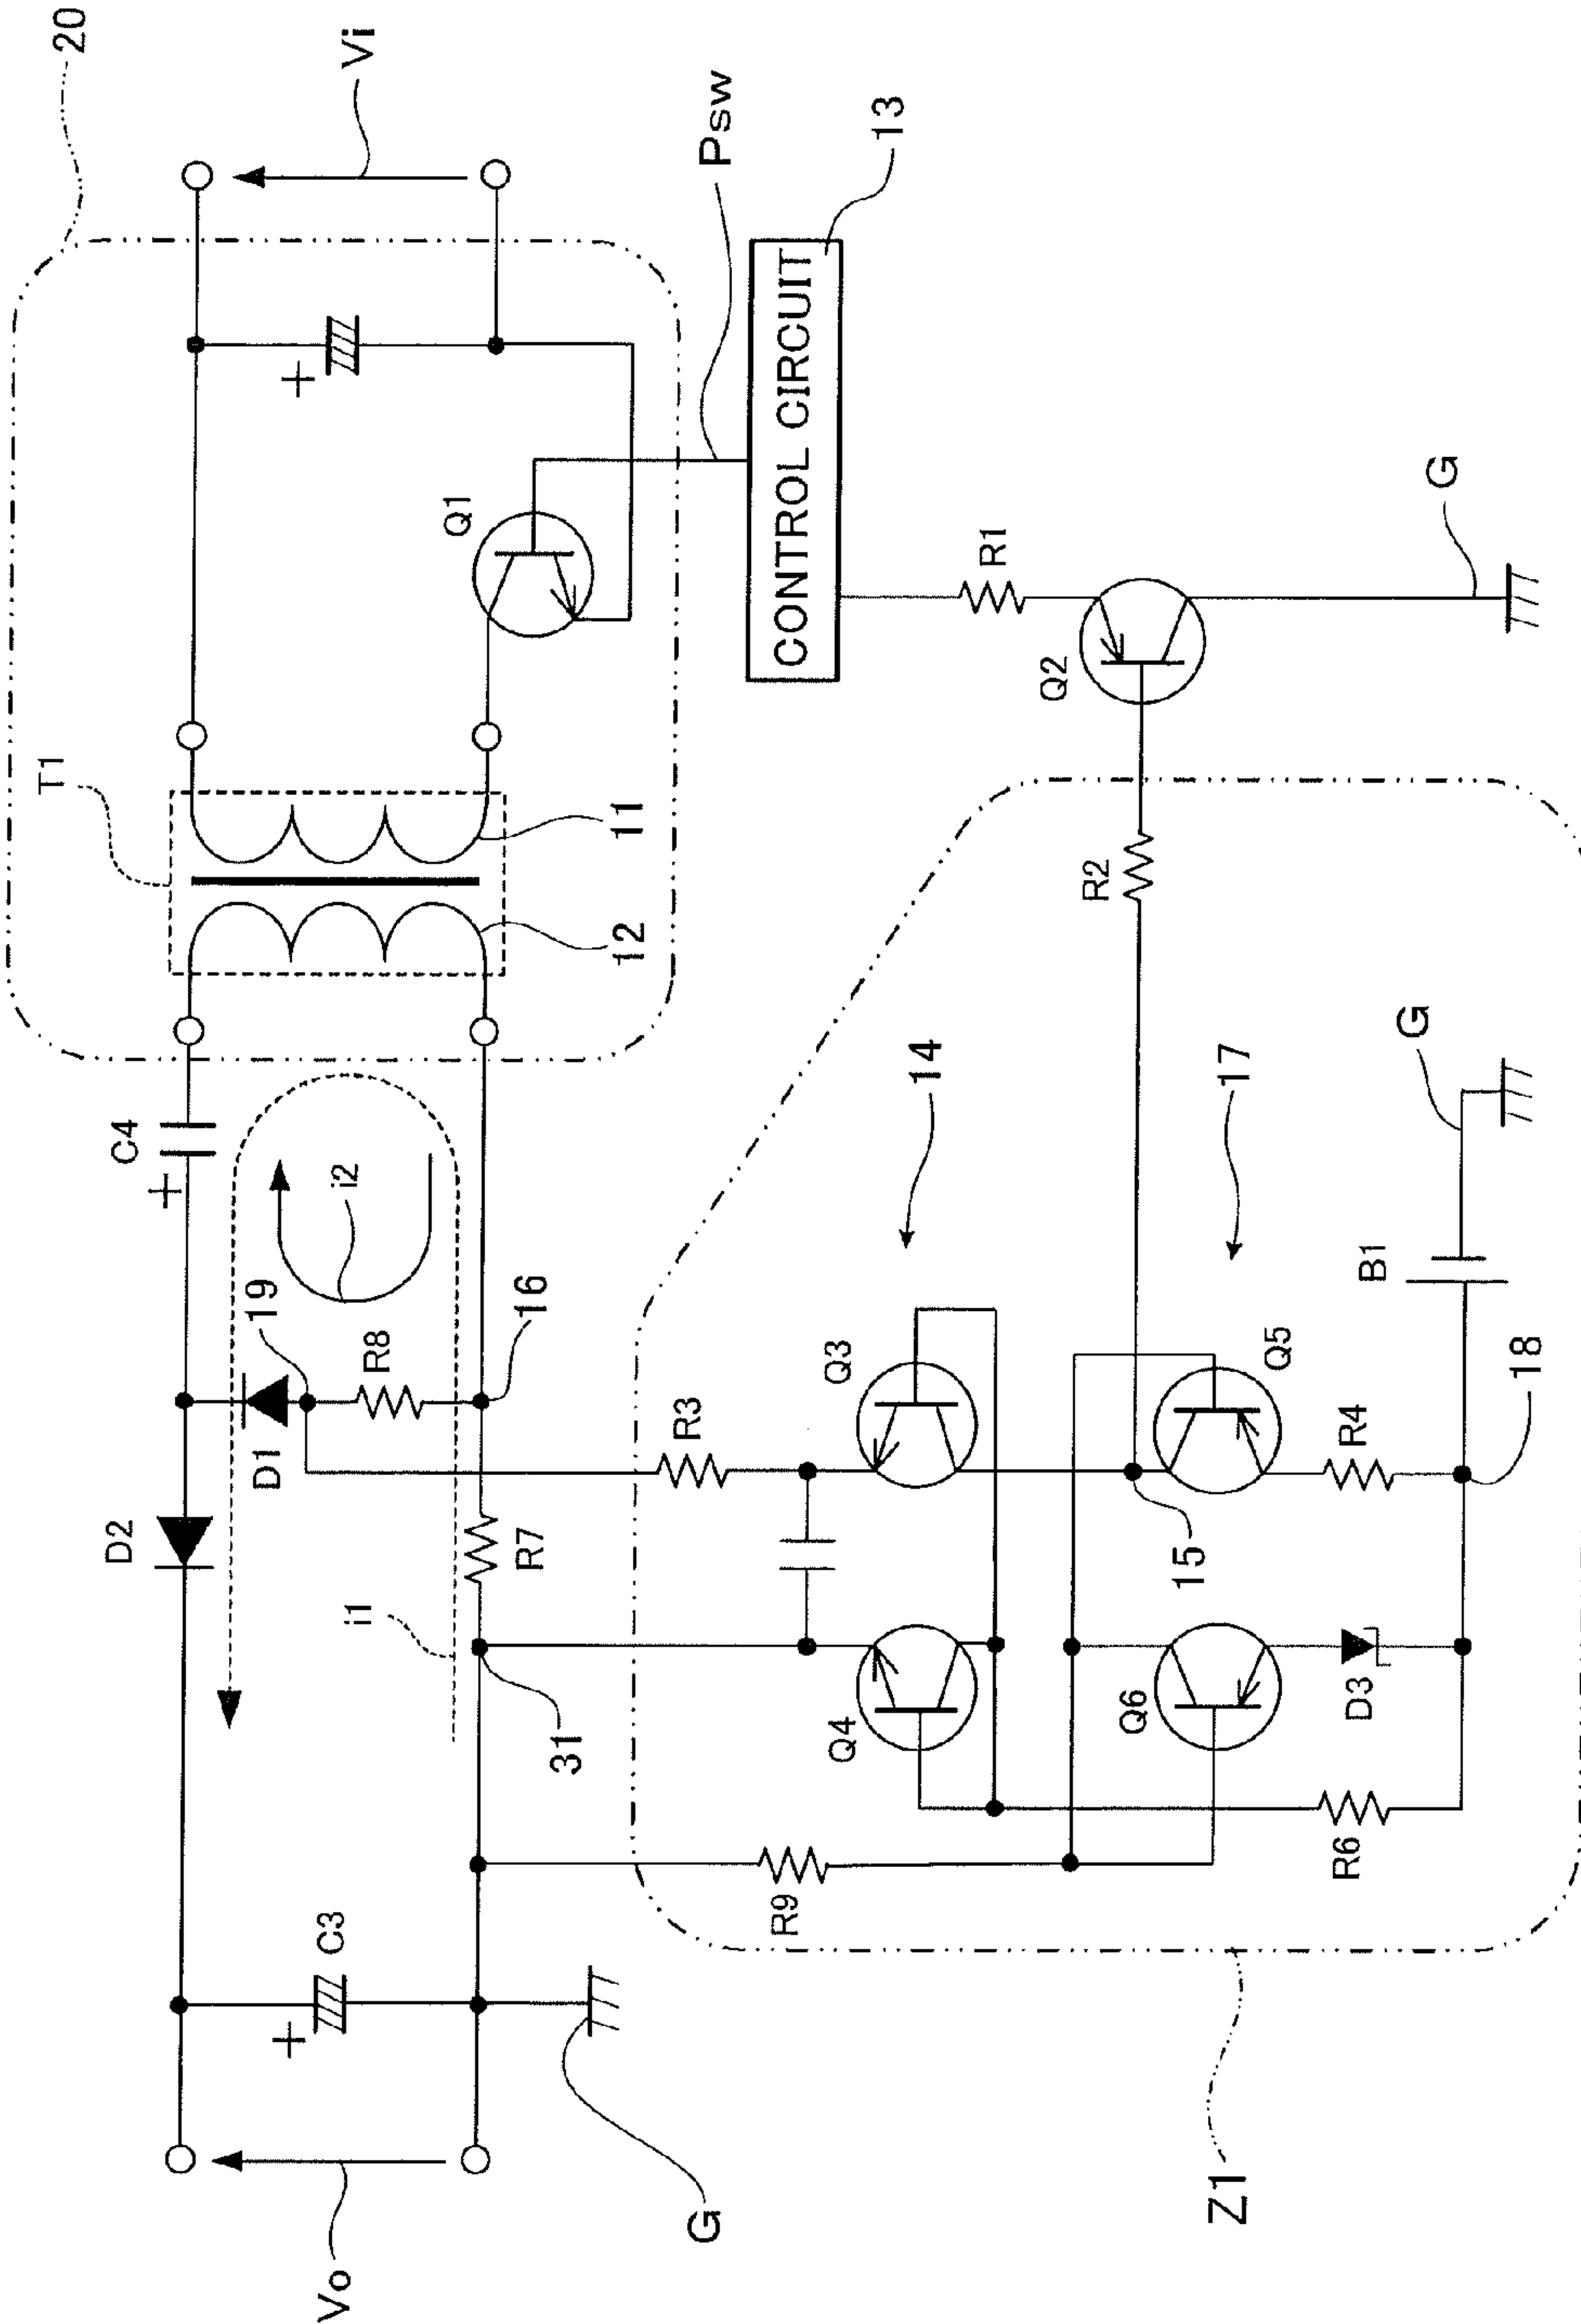 20
Vi
T1
Q1
11
12
Psw
CONTROL CIRCUIT
13
R1
Q2
G
R2
C4
+
+
i2
19
D1
R8
16
D2
R7
i1
31
C3
+
Vo
G
14
17
G
R3
Q3
Q4
15
Q5
R4
B1
18
Q6
D3
R6
R9
Z1